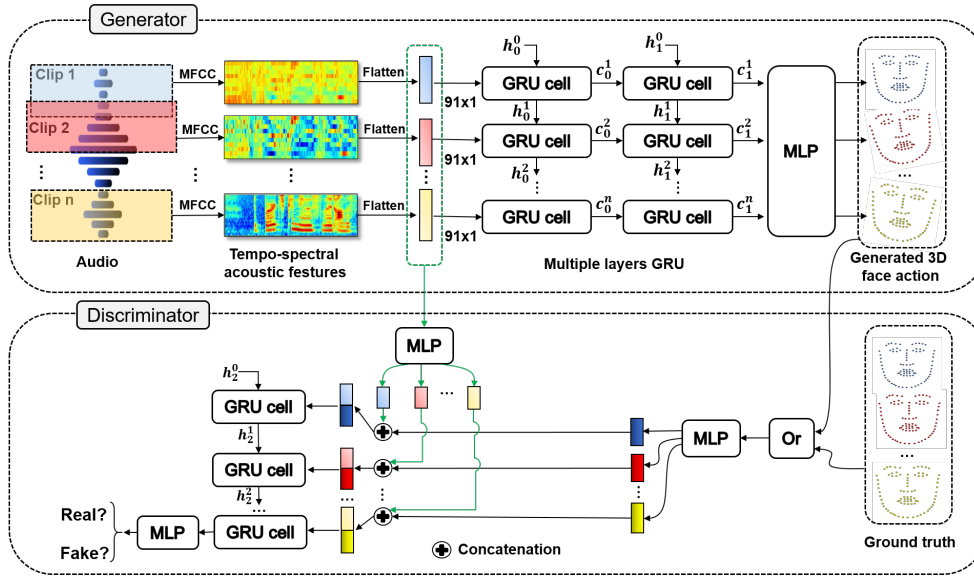 Generator
Clip 1
Clip 2
⋮
Clip n
Audio
MFCC
MFCC
⋮
MFCC
⋮
Tempo-spectral
acoustic festures
Flatten
Flatten
⋮
Flatten
91x1
91x1
⋮
91x1
h₀⁰
h₁⁰
GRU cell
c₀¹
GRU cell
c₁¹
h₀¹
h₁¹
GRU cell
c₀²
GRU cell
c₁²
h₀²
h₁²
⋮
⋮
GRU cell
c₀ⁿ
GRU cell
c₁ⁿ
Multiple layers GRU
MLP
...
Generated 3D
face action
Discriminator
MLP
...
h₂⁰
GRU cell
h₂¹
GRU cell
h₂²
...
...
⋮
GRU cell
MLP
Real?
Fake?
+
+
+
⋮
MLP
Or
...
Ground truth
+ Concatenation